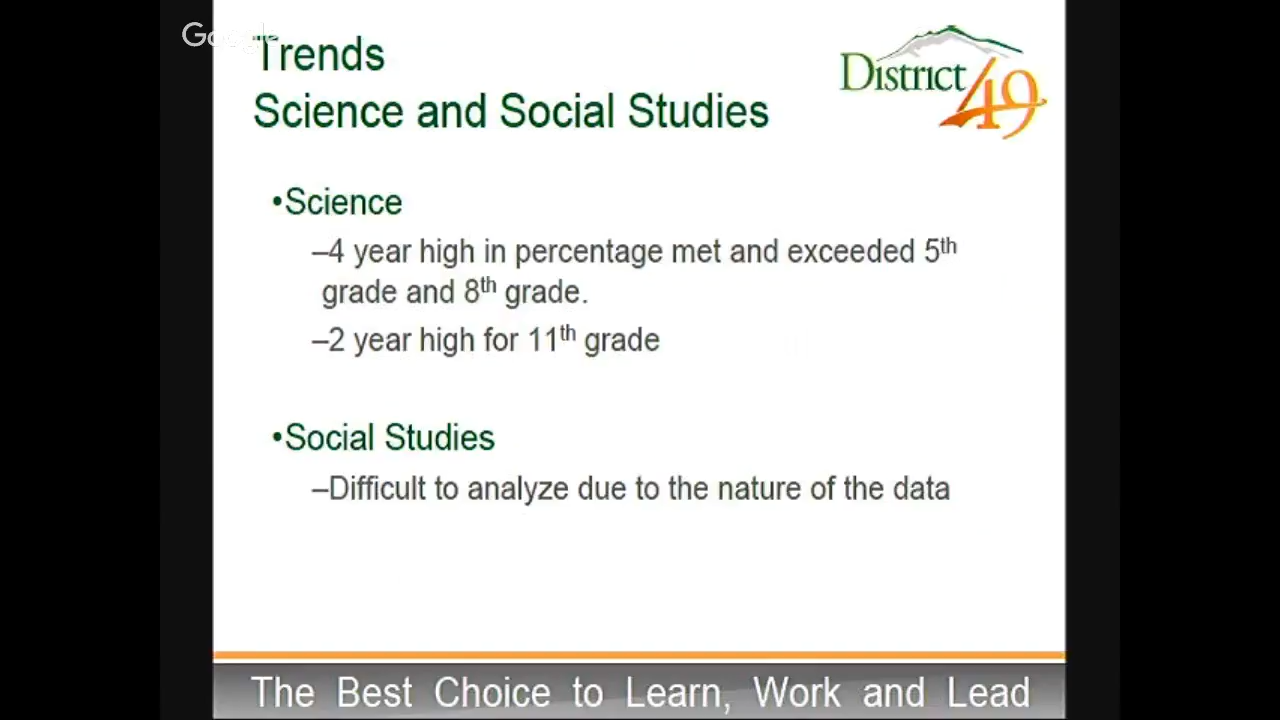 Google
Trends
Science and Social Studies
District
49
•Science
–4 year high in percentage met and exceeded 5th
grade and 8th grade.
–2 year high for 11th grade
•Social Studies
–Difficult to analyze due to the nature of the data
The Best Choice to Learn, Work and Lead